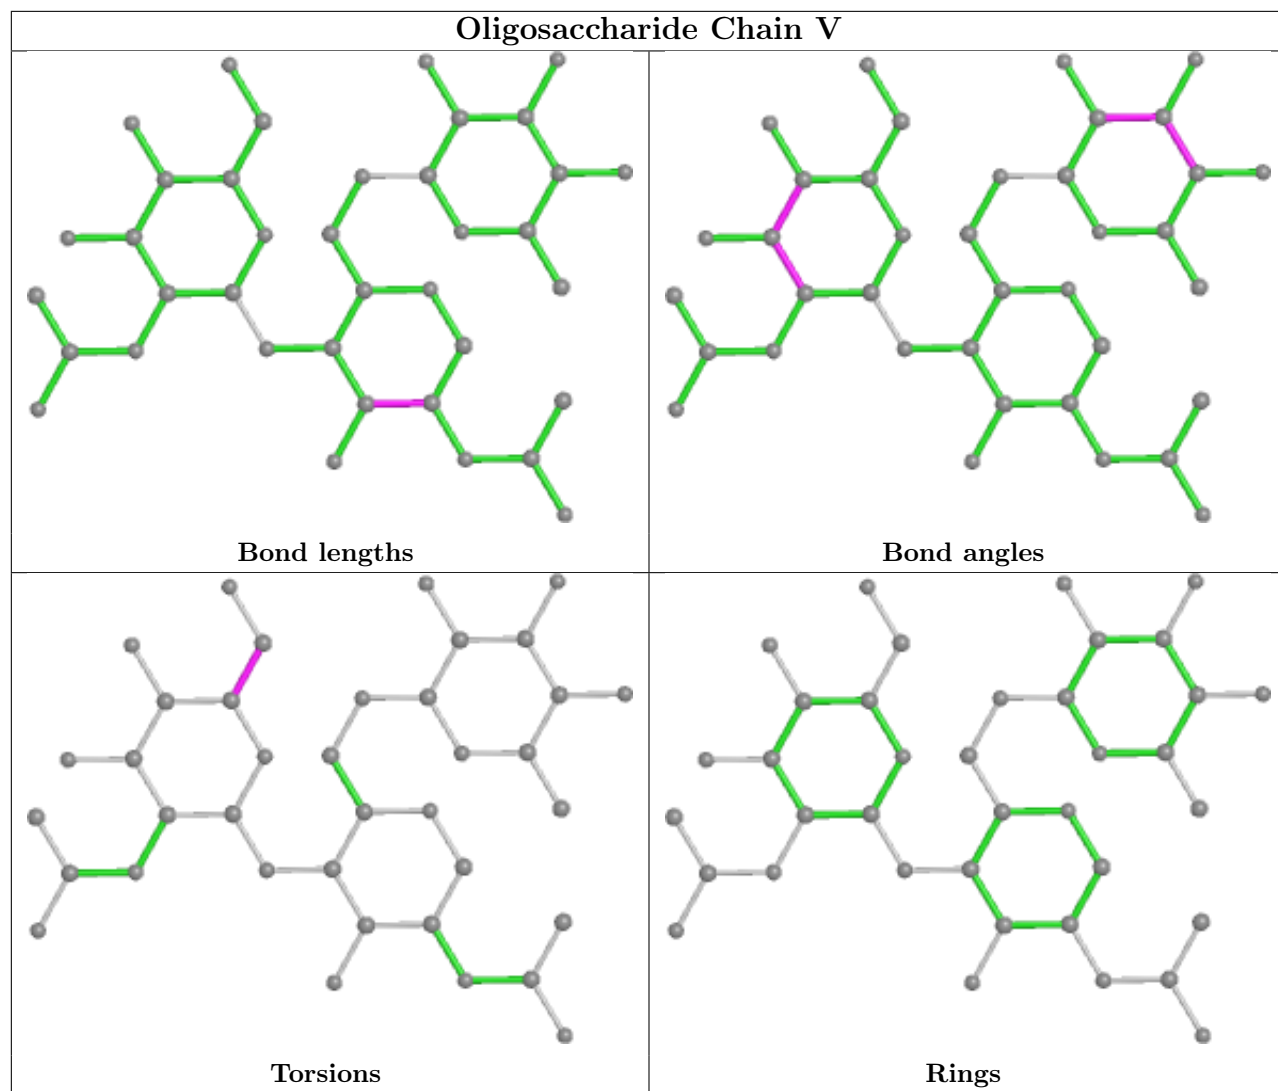 Oligosaccharide Chain V
Bond lengths
Bond angles
Torsions
Rings